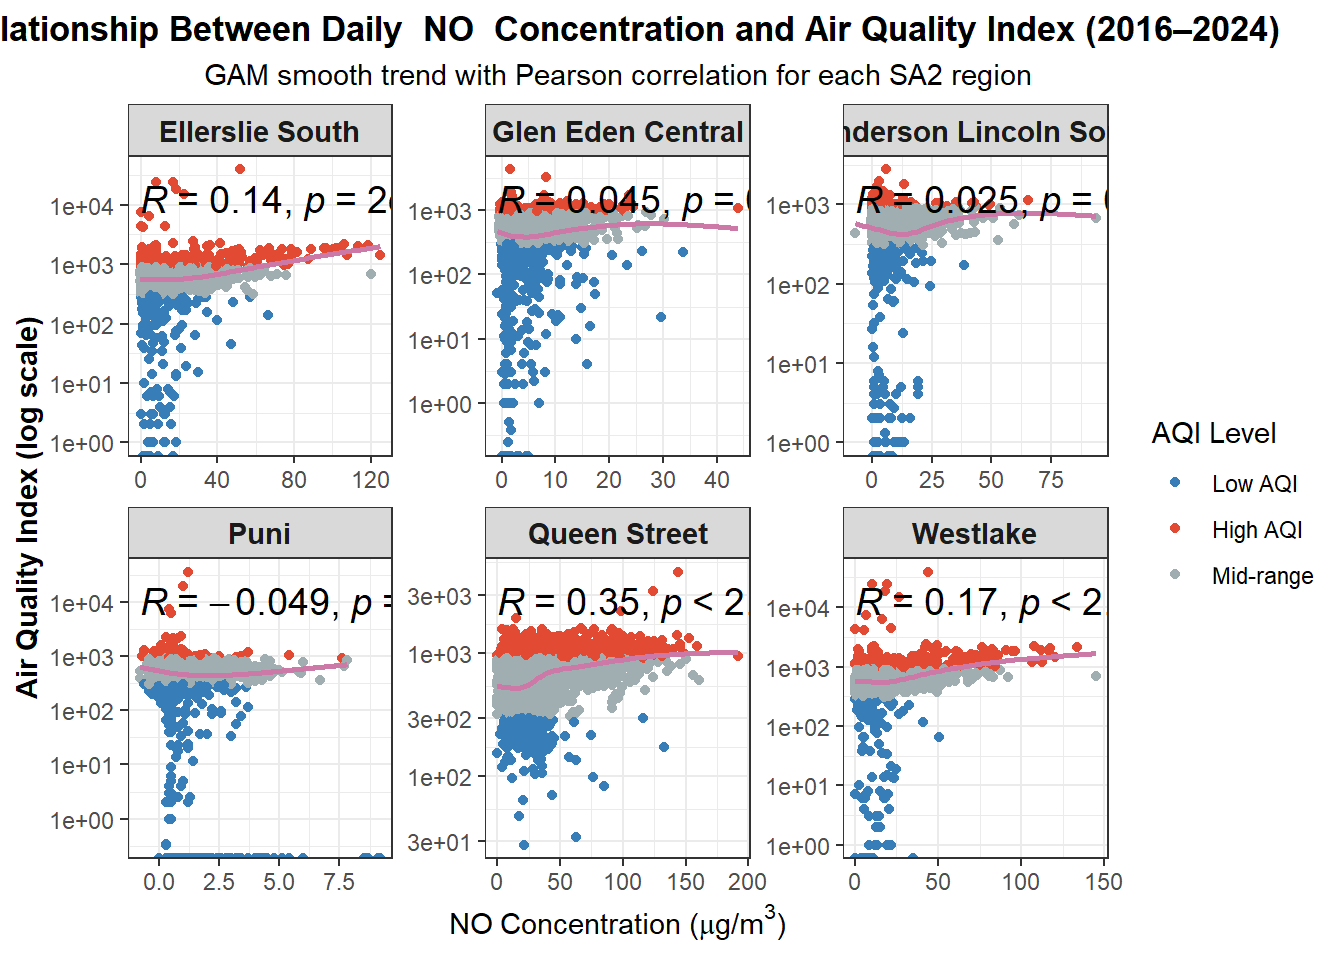 lationship Between Daily NO Concentration and Air Quality Index (2016–2024)
GAM smooth trend with Pearson correlation for each SA2 region
Ellerslie South
Glen Eden Central
nderson Lincoln So
R = 0.14, p = 2
R = 0.045, p =
R = 0.025, p =
1e+04
1e+03
1e+02
1e+01
1e+00
1e+03
1e+02
1e+01
1e+00
1e+03
1e+02
1e+01
1e+00
0 40 80 120
0 10 20 30 40
0 25 50 75
Puni
Queen Street
Westlake
R = −0.049, p =
R = 0.35, p < 2
R = 0.17, p < 2
1e+04
1e+03
1e+02
1e+01
1e+00
3e+03
1e+03
3e+02
1e+02
3e+01
1e+04
1e+03
1e+02
1e+01
1e+00
0.0 2.5 5.0 7.5
0 50 100 150 200
0 50 100 150
NO Concentration (μg/m³)
Air Quality Index (log scale)
AQI Level
Low AQI
High AQI
Mid-range